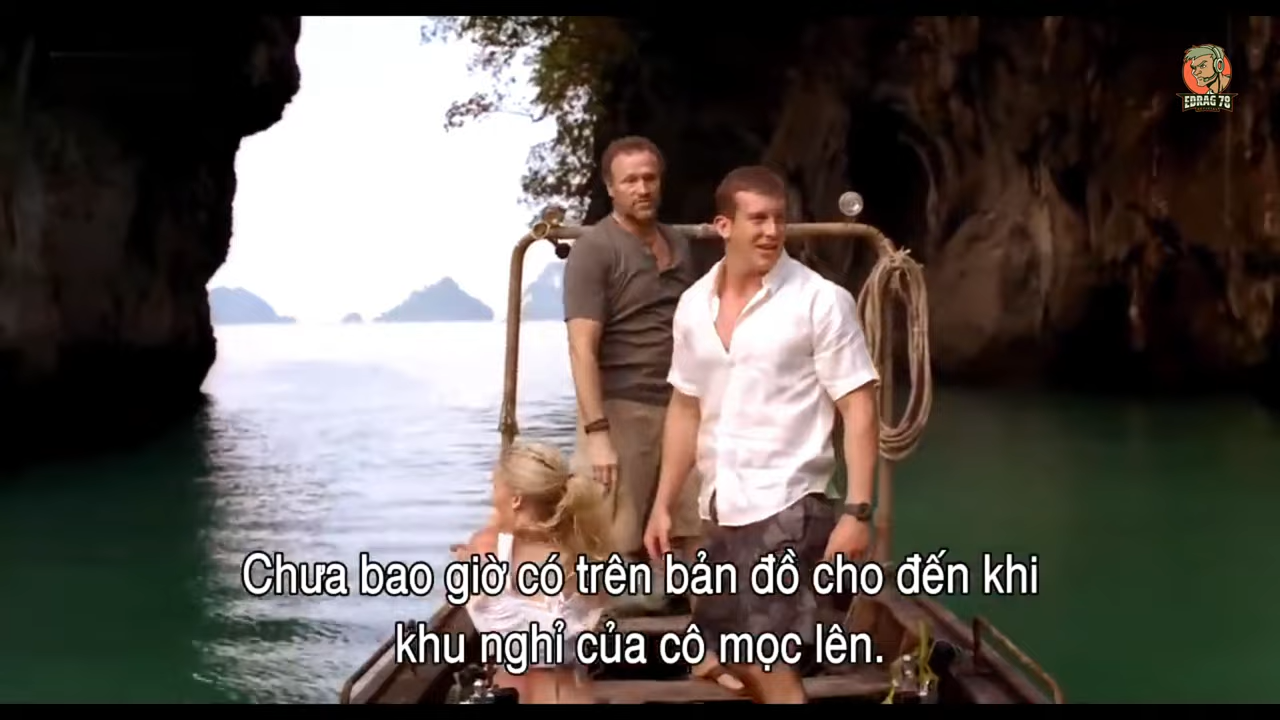 EDRAG 78
Chưa bao giờ có trên bản đồ cho đến khi
khu nghỉ của cô mọc lên.